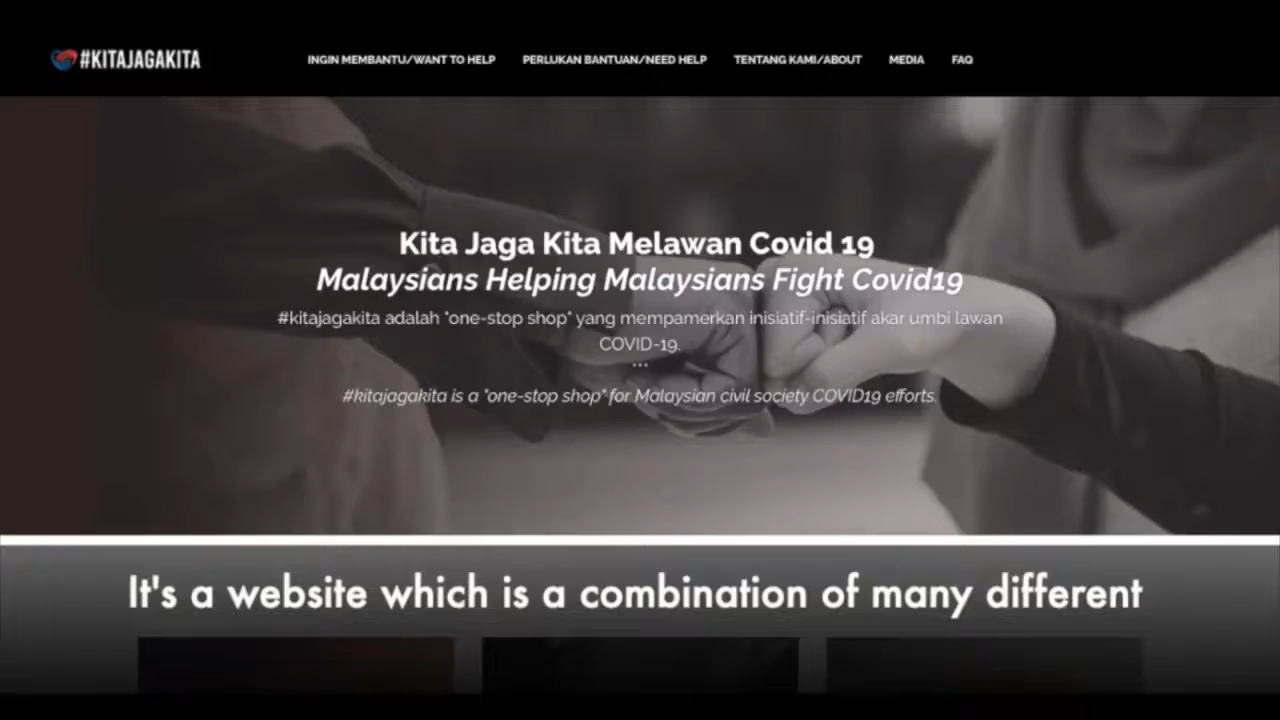 #KITAJAGAKITA
INGIN MEMBANTU/WANT TO HELP
PERLUKAN BANTUAN/NEED HELP
TENTANG KAMI/ABOUT
MEDIA
FAQ
Kita Jaga Kita Melawan Covid 19
Malaysians Helping Malaysians Fight Covid19
#kitajagakita adalah "one-stop shop" yang mempamerkan inisiatif-inisiatif akar umbi lawan
COVID-19.
***
#kitajagakita is a "one-stop shop" for Malaysian civil society COVID19 efforts.
It's a website which is a combination of many different